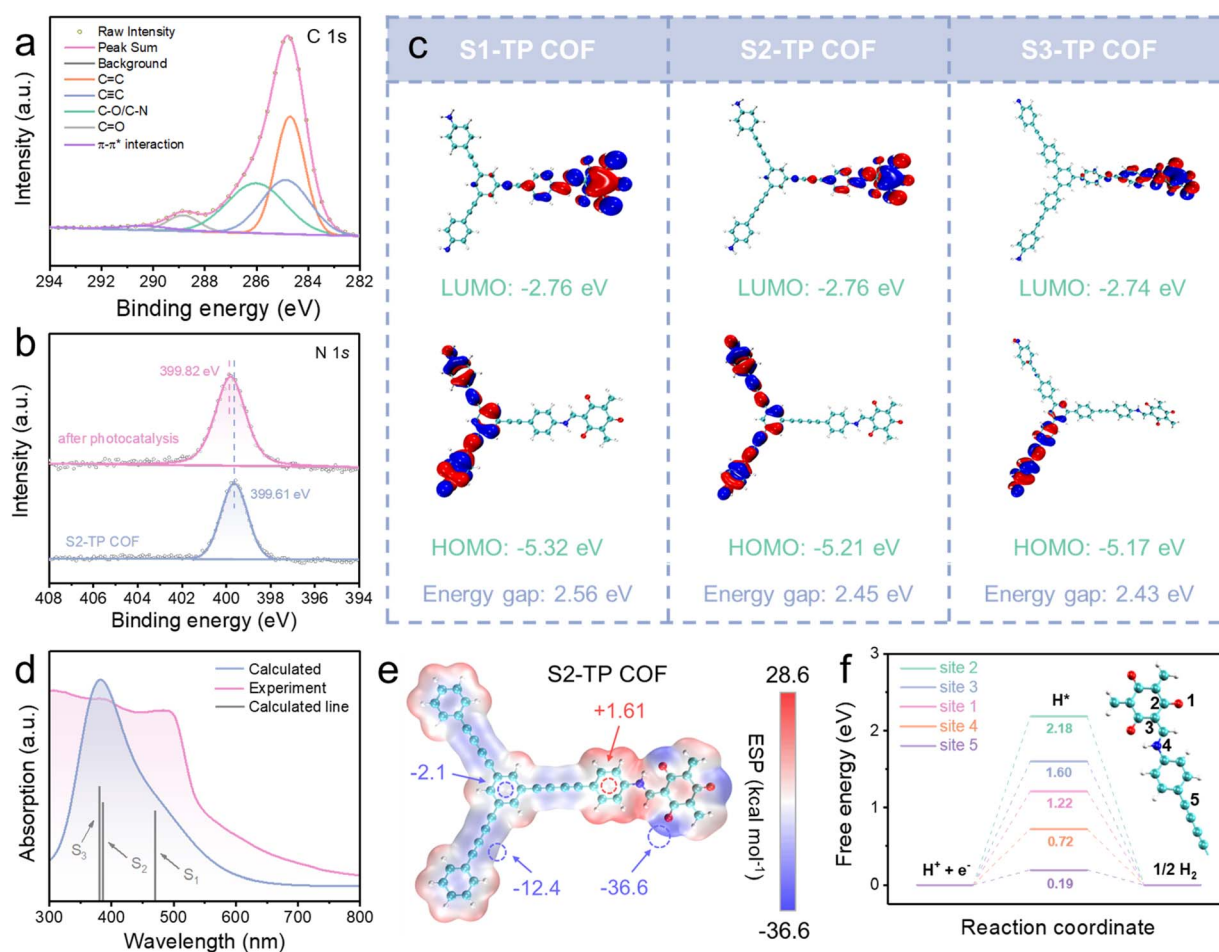 a
C 1s
Raw Intensity
Peak Sum
Background
C=C
C≡C
C-O/C-N
C=O
π-π* interaction
Intensity (a.u.)
294 292 290 288 286 284 282
Binding energy (eV)
b
N 1s
399.82 eV
after photocatalysis
399.61 eV
S2-TP COF
Intensity (a.u.)
408 406 404 402 400 398 396 394
Binding energy (eV)
c
S1-TP COF S2-TP COF S3-TP COF
LUMO: -2.76 eV LUMO: -2.76 eV LUMO: -2.74 eV
HOMO: -5.32 eV HOMO: -5.21 eV HOMO: -5.17 eV
Energy gap: 2.56 eV Energy gap: 2.45 eV Energy gap: 2.43 eV
d
Calculated
Experiment
Calculated line
S3
S2
S1
Absorption (a.u.)
300 400 500 600 700 800
Wavelength (nm)
e
S2-TP COF
+1.61
-2.1
-12.4
-36.6
28.6
ESP (kcal mol-1)
-36.6
f
3
2
1
0
Free energy (eV)
site 2
site 3
site 1
site 4
site 5
H*
2.18
1.60
1.22
0.72
0.19
H+ + e-
1/2 H2
1
2
3
4
5
Reaction coordinate